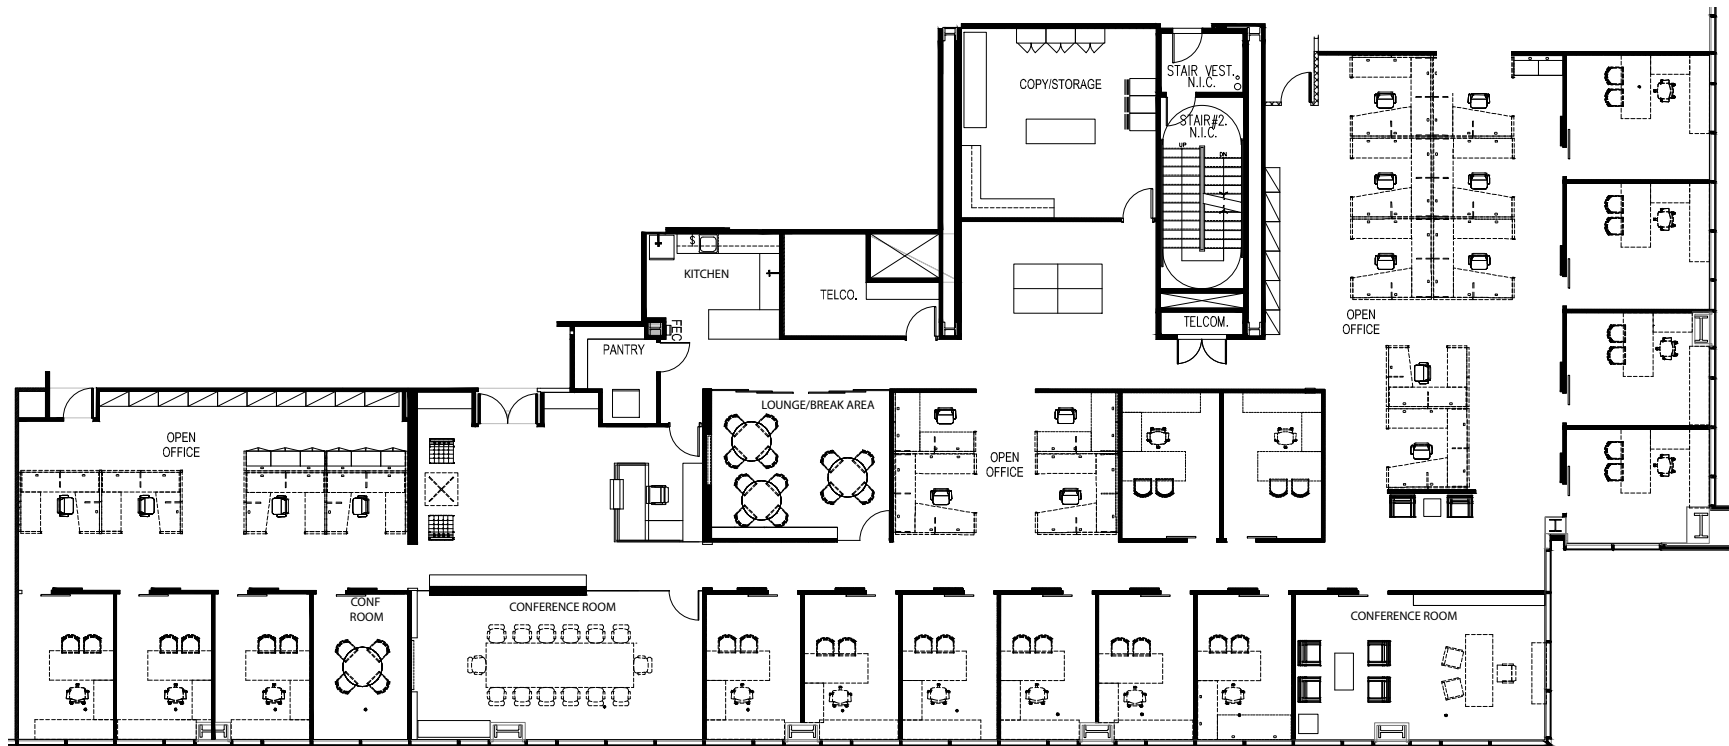 COPY/STORAGE
STAIR VEST.
N.I.C.
STAIR#2.
N.I.C.
UP
DN
$
KITCHEN
TELCO.
TELCOM.
OPEN
OFFICE
FEC
PANTRY
LOUNGE/BREAK AREA
OPEN
OFFICE
OPEN
OFFICE
CONF
ROOM
CONFERENCE ROOM
CONFERENCE ROOM